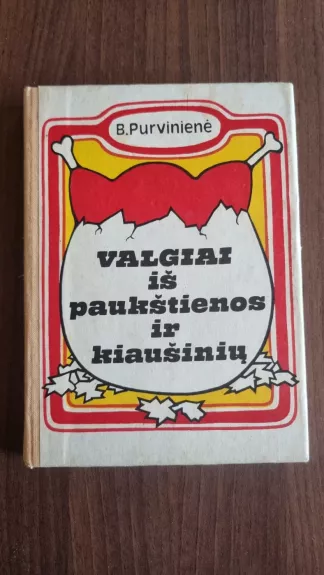 B.Purvinienė
VALGIAI
iš
paukštienos
ir
kiaušinių